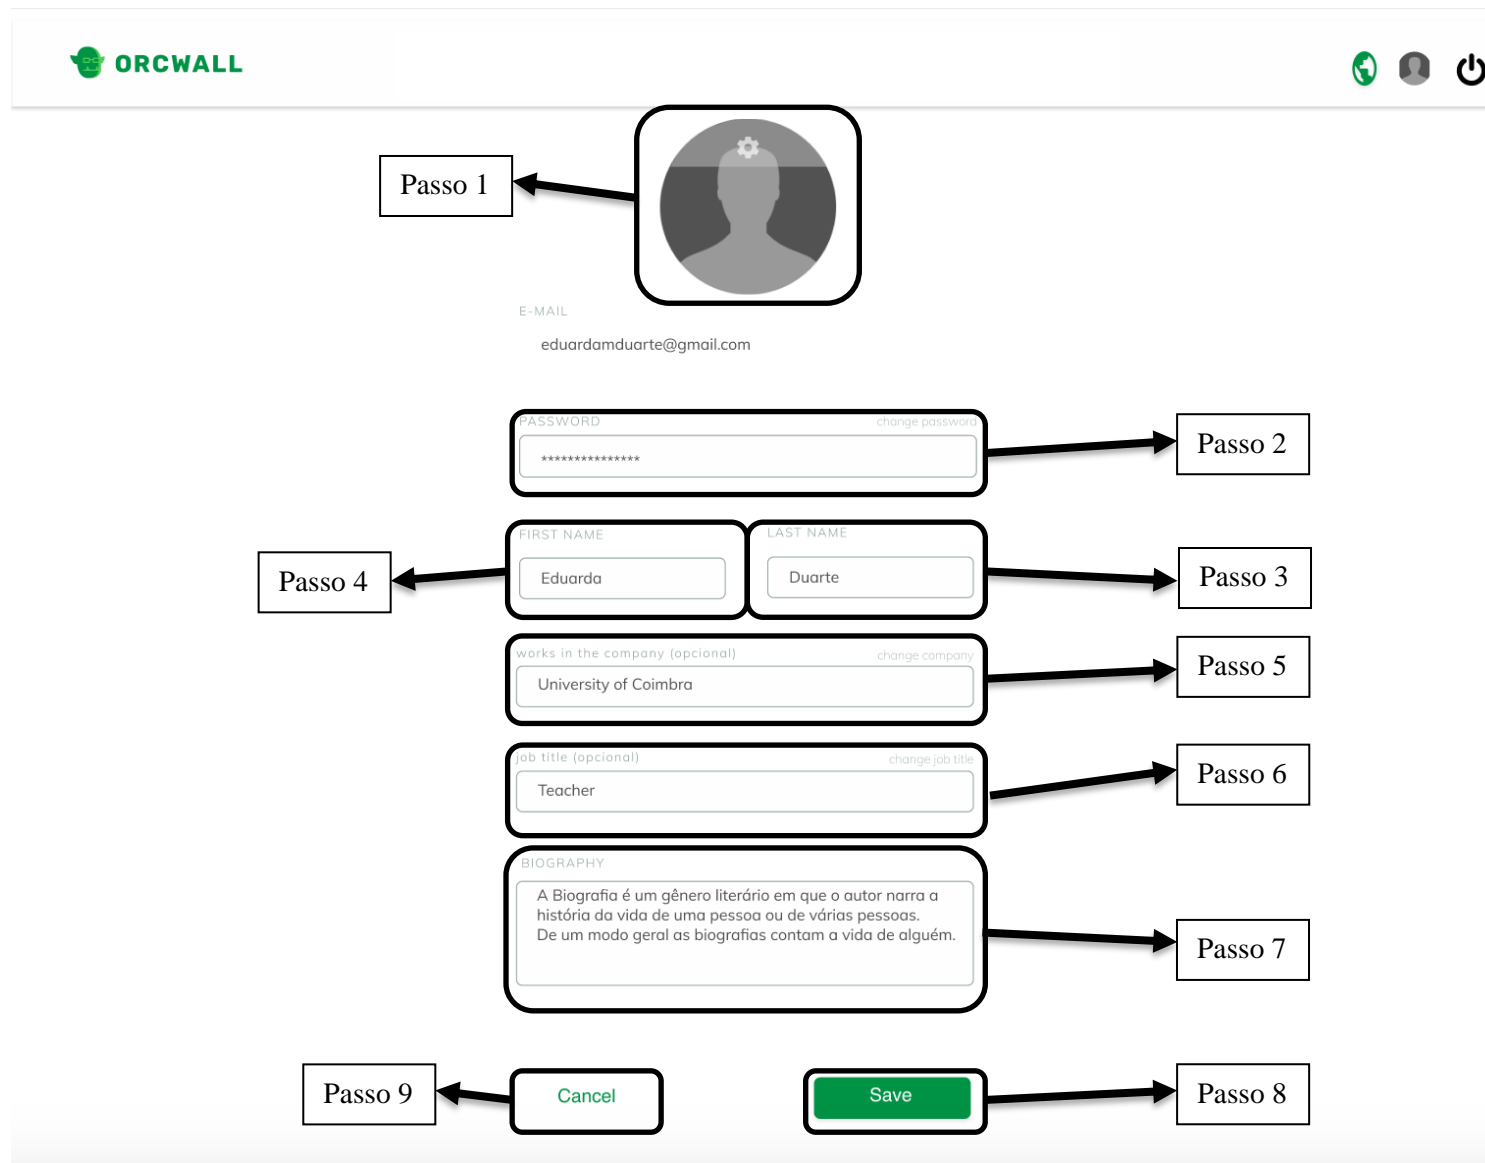 ORCWALL
Passo 1
E-MAIL
eduardamduarte@gmail.com
PASSWORD change password
***************
Passo 2
FIRST NAME LAST NAME
Passo 4 Eduarda Duarte Passo 3
works in the company (opcional) change company
University of Coimbra
Passo 5
job title (opcional) change job title
Teacher
Passo 6
BIOGRAPHY
A Biografia é um gênero literário em que o autor narra a
história da vida de uma pessoa ou de várias pessoas.
De um modo geral as biografias contam a vida de alguém.
Passo 7
Passo 9 Cancel Save Passo 8